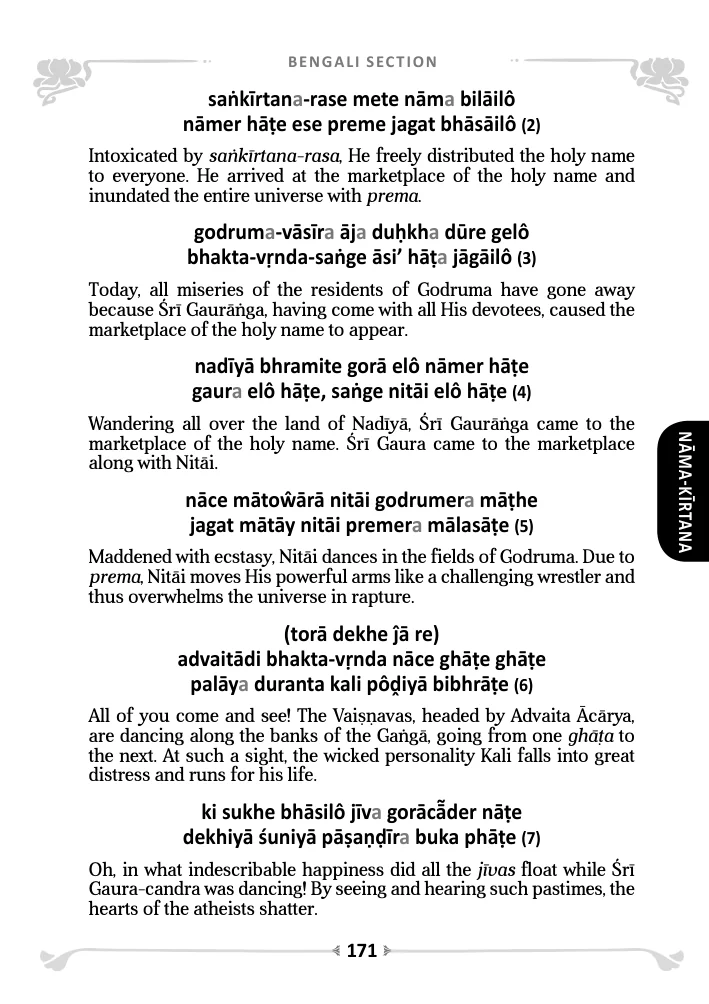 BENGALI SECTION
saṅkīrtana-rase mete nāma bilāilô
nāmer hāṭe ese preme jagat bhāsāilô (2)
Intoxicated by saṅkīrtana-rasa, He freely distributed the holy name
to everyone. He arrived at the marketplace of the holy name and
inundated the entire universe with prema.
godruma-vāsīra āja duḥkha dūre gelô
bhakta-vṛnda-saṅge āsi’ hāṭa jāgāilô (3)
Today, all miseries of the residents of Godruma have gone away
because Śrī Gaurāṅga, having come with all His devotees, caused the
marketplace of the holy name to appear.
nadīyā bhramite gorā elô nāmer hāṭe
gaura elô hāṭe, saṅge nitāi elô hāṭe (4)
Wandering all over the land of Nadīyā, Śrī Gaurāṅga came to the
marketplace of the holy name. Śrī Gaura came to the marketplace
along with Nitāi.
nāce mātoŵārā nitāi godrumera māṭhe
jagat mātāy nitāi premera mālasāṭe (5)
Maddened with ecstasy, Nitāi dances in the fields of Godruma. Due to
prema, Nitāi moves His powerful arms like a challenging wrestler and
thus overwhelms the universe in rapture.
(torā dekhe ĵā re)
advaitādi bhakta-vṛnda nāce ghāṭe ghāṭe
palāya duranta kali pôḓiyā bibhrāṭe (6)
All of you come and see! The Vaiṣṇavas, headed by Advaita Ācārya,
are dancing along the banks of the Gaṅgā, going from one ghāṭa to
the next. At such a sight, the wicked personality Kali falls into great
distress and runs for his life.
ki sukhe bhāsilô jīva gorācā̃der nāṭe
dekhiyā śuniyā pāṣaṇḍīra buka phāṭe (7)
Oh, in what indescribable happiness did all the jīvas float while Śrī
Gaura-candra was dancing! By seeing and hearing such pastimes, the
hearts of the atheists shatter.
NĀMA-KĪRTANA
171